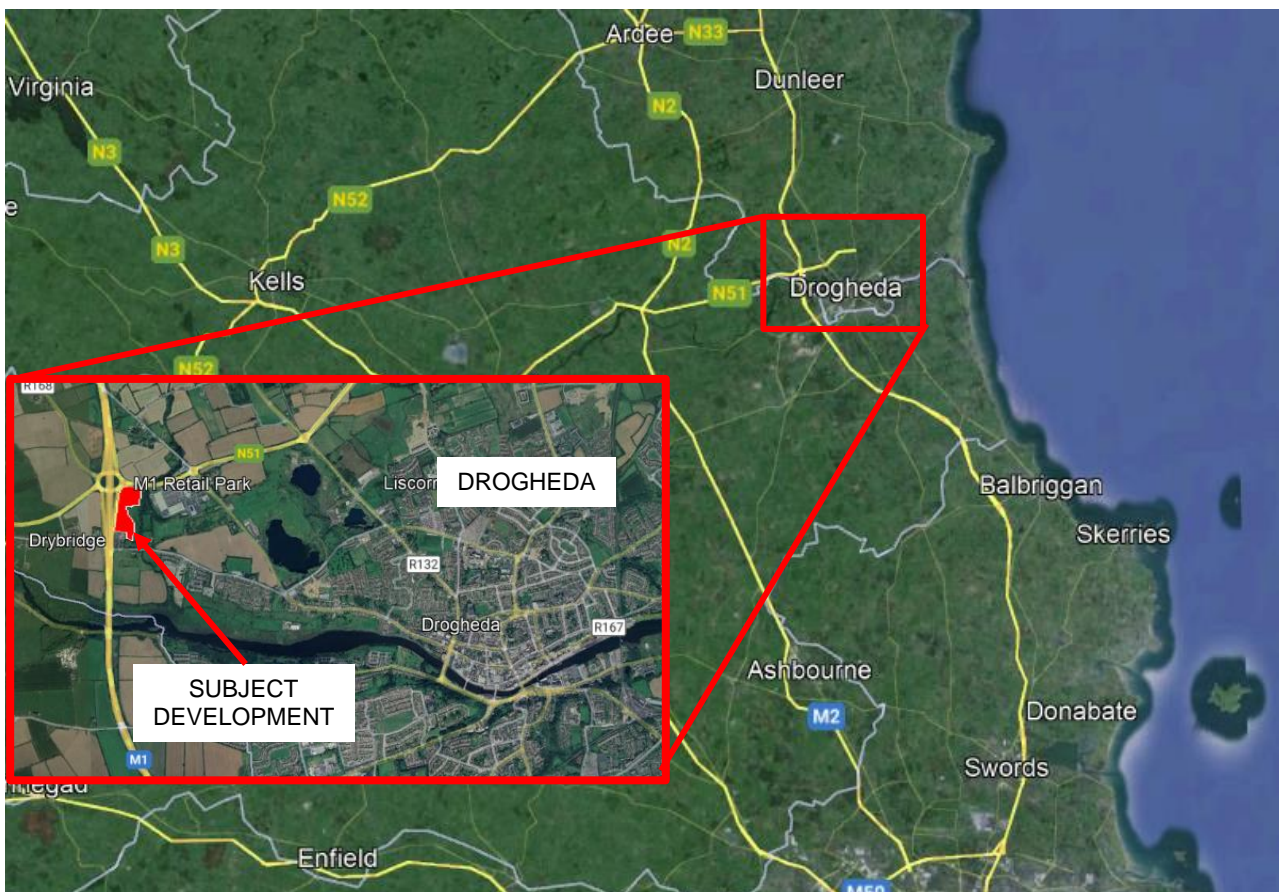 Ardee
N33
Virginia
Dunleer
N2
N3
N52
N3
N2
Kells
N51
Drogheda
N52
R168
N51
M1 Retail Park
DROGHEDA
Drybridge
R132
Drogheda
R167
SUBJECT
DEVELOPMENT
M1
Balbriggan
Skerries
Ashbourne
M2
Donabate
Swords
Enfield
M50